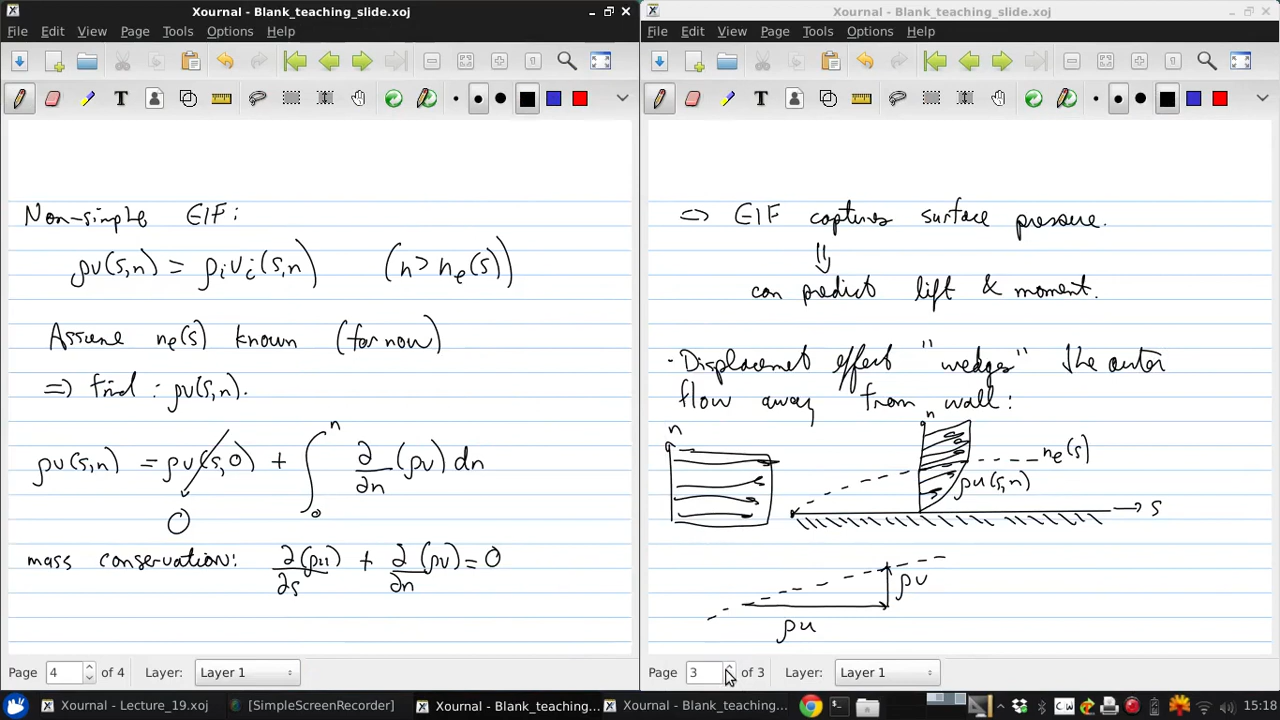 Xournal - Blank_teaching_slide.xoj
File Edit View Page Tools Options Help
Non-simple EIF:
ρv(s,n) = ρᵢvᵢ(s,n) (n > nₑ(s))
Assume nₑ(s) known (for now)
⇒ find : ρv(s,n).
ρv(s,n) = ρv(s,0) + ∫₀ⁿ ∂/∂n (ρv) dn
0
mass conservation: ∂(ρu)/∂s + ∂/∂n (ρv) = 0
Page 4 of 4 Layer: Layer 1
Xournal - Blank_teaching_slide.xoj
File Edit View Page Tools Options Help
⇒ EIF captures surface pressure.
⇓
can predict lift & moment.
· Displacement effect "wedges" the outer
flow away from wall:
n
n
nₑ(s)
ρu(s,n)
s
ρv
ρu
Page 3 of 3 Layer: Layer 1
Xournal - Lecture_19.xoj [SimpleScreenRecorder] Xournal - Blank_teaching... Xournal - Blank_teaching... 15:18